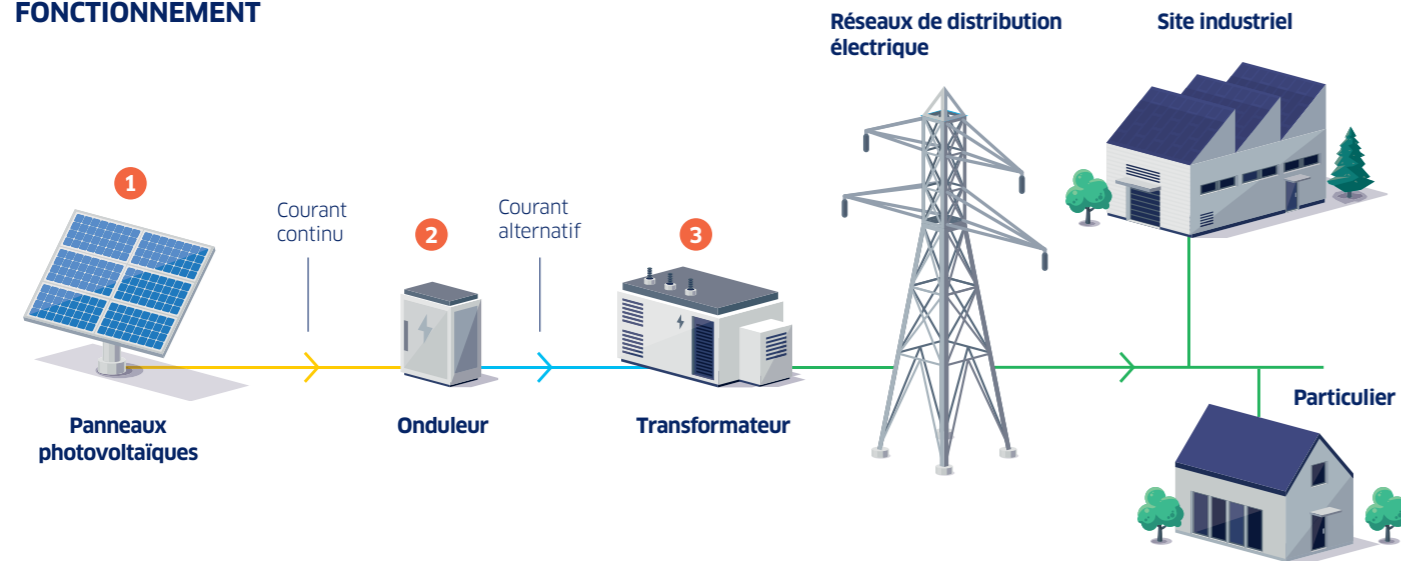 FONCTIONNEMENT
Réseaux de distribution
électrique
Site industriel
1
Courant
continu
2
Courant
alternatif
3
Panneaux
photovoltaïques
Onduleur
Transformateur
Particulier